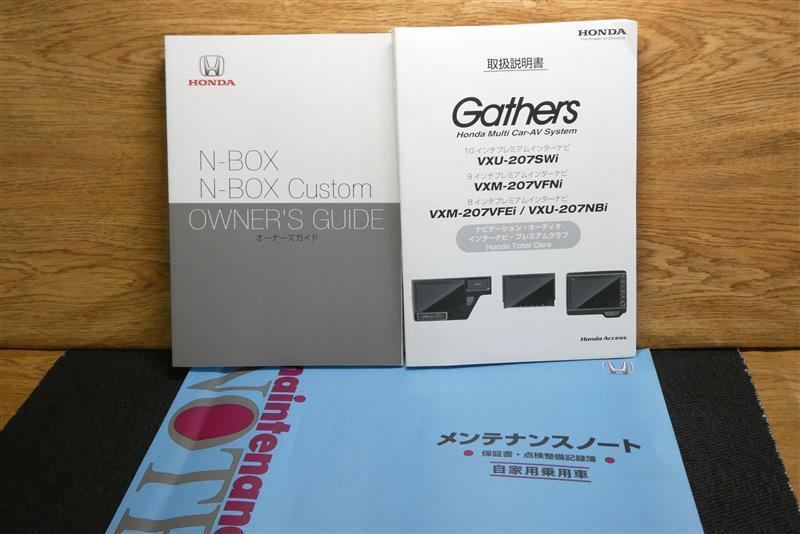 HONDA
N-BOX
N-BOX Custom
OWNER'S GUIDE
オーナーズガイド
HONDA
The Power of Dreams
取扱説明書
Gathers
Honda Multi Car-AV System
10インチプレミアムインターナビ
VXU-207SWi
9インチプレミアムインターナビ
VXM-207VFNi
8インチプレミアムインターナビ
VXM-207VFEi / VXU-207NBi
ナビゲーション・オーディオ
インターナビ・プレミアムクラブ
Honda Total Care
Honda Access
maintenance
NOTE
メンテナンスノート
保証書・点検整備記録簿
自家用乗用車